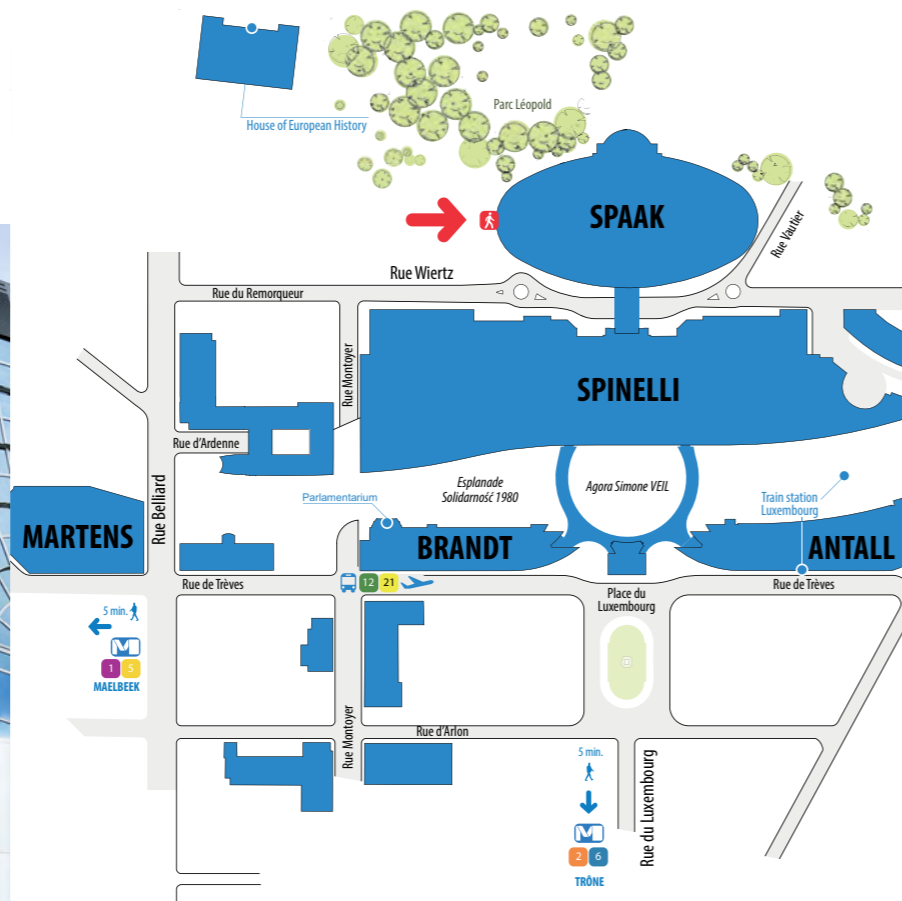 House of European History
Parc Léopold
SPAAK
Rue Vautier
Rue Wiertz
Rue du Remorqueur
Rue Montoyer
SPINELLI
Rue d'Ardenne
Rue Belliard
Esplanade
Solidarność 1980
Agora Simone VEIL
Parlamentarium
Train station
Luxembourg
MARTENS
BRANDT
ANTALL
Rue de Trèves
12 21
Place du
Luxembourg
Rue de Trèves
5 min.
M
1 5
MAELBEEK
Rue Montoyer
Rue d'Arlon
5 min.
M
2 6
TRÔNE
Rue du Luxembourg